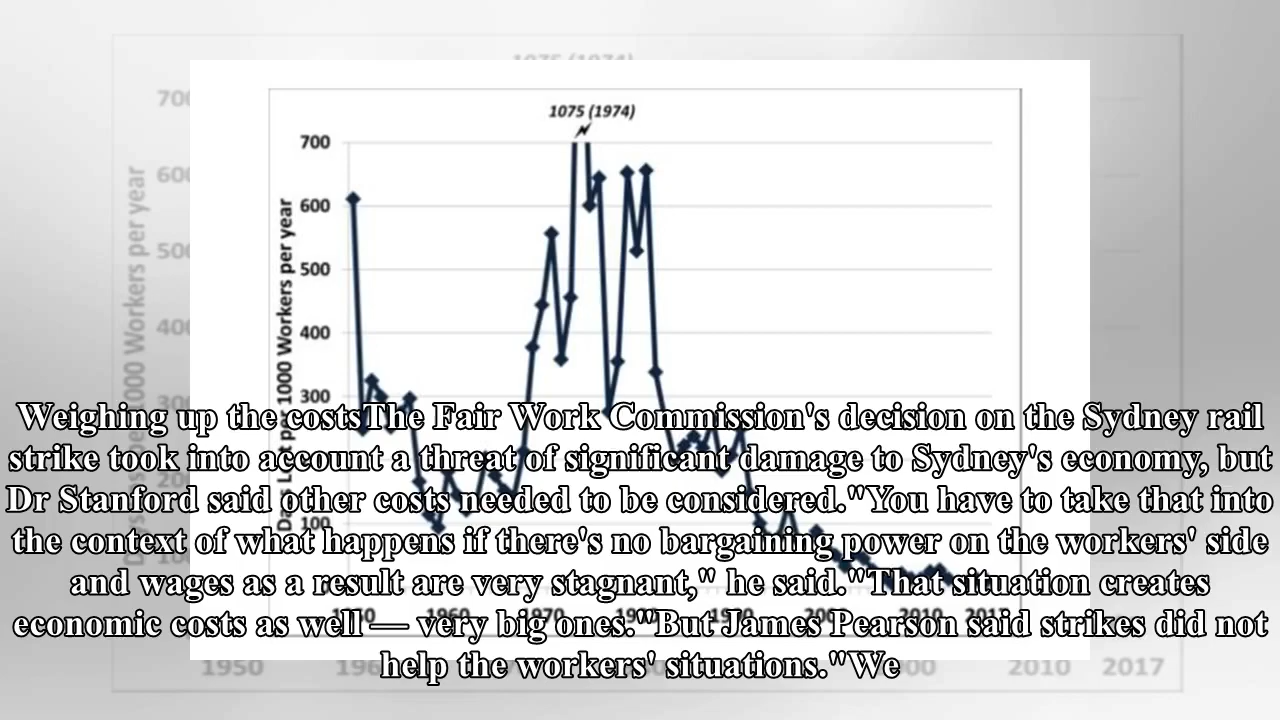 1075 (1974)
700
600
500
400
300
100
Days Lost per 1000 Workers per year
Weighing up the costsThe Fair Work Commission's decision on the Sydney rail
strike took into account a threat of significant damage to Sydney's economy, but
Dr Stanford said other costs needed to be considered."You have to take that into
the context of what happens if there's no bargaining power on the workers' side
and wages as a result are very stagnant," he said."That situation creates
economic costs as well — very big ones."But James Pearson said strikes did not
help the workers' situations."We
1950
2010
2017